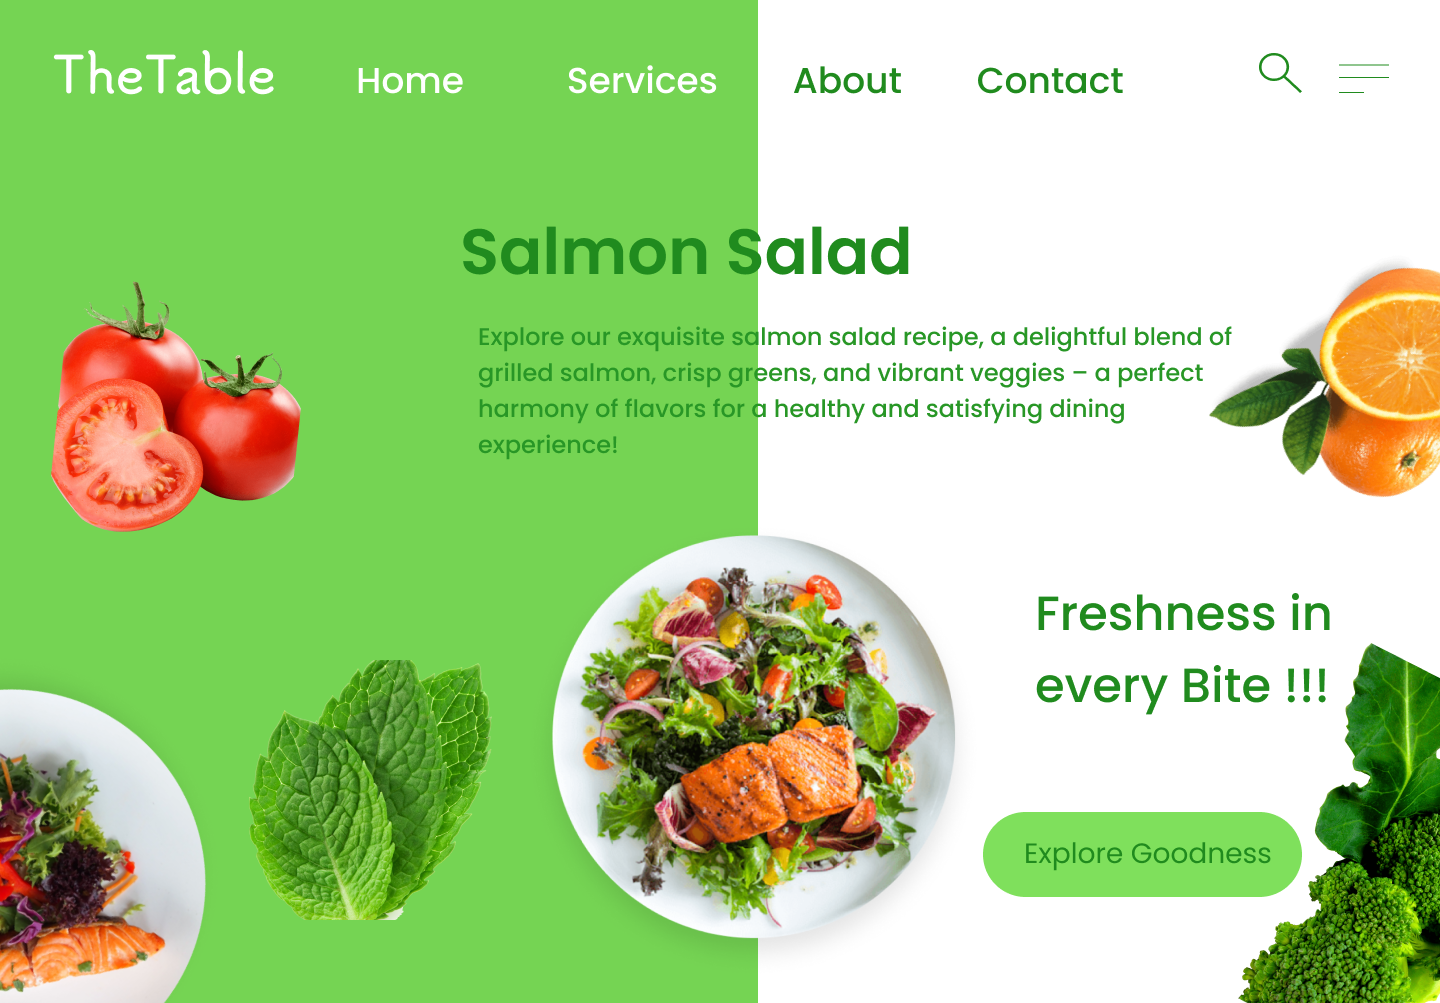 TheTable
Home
Services
About
Contact
Salmon Salad
Explore our exquisite salmon salad recipe, a delightful blend of
grilled salmon, crisp greens, and vibrant veggies – a perfect
harmony of flavors for a healthy and satisfying dining
experience!
Freshness in
every Bite !!!
Explore Goodness